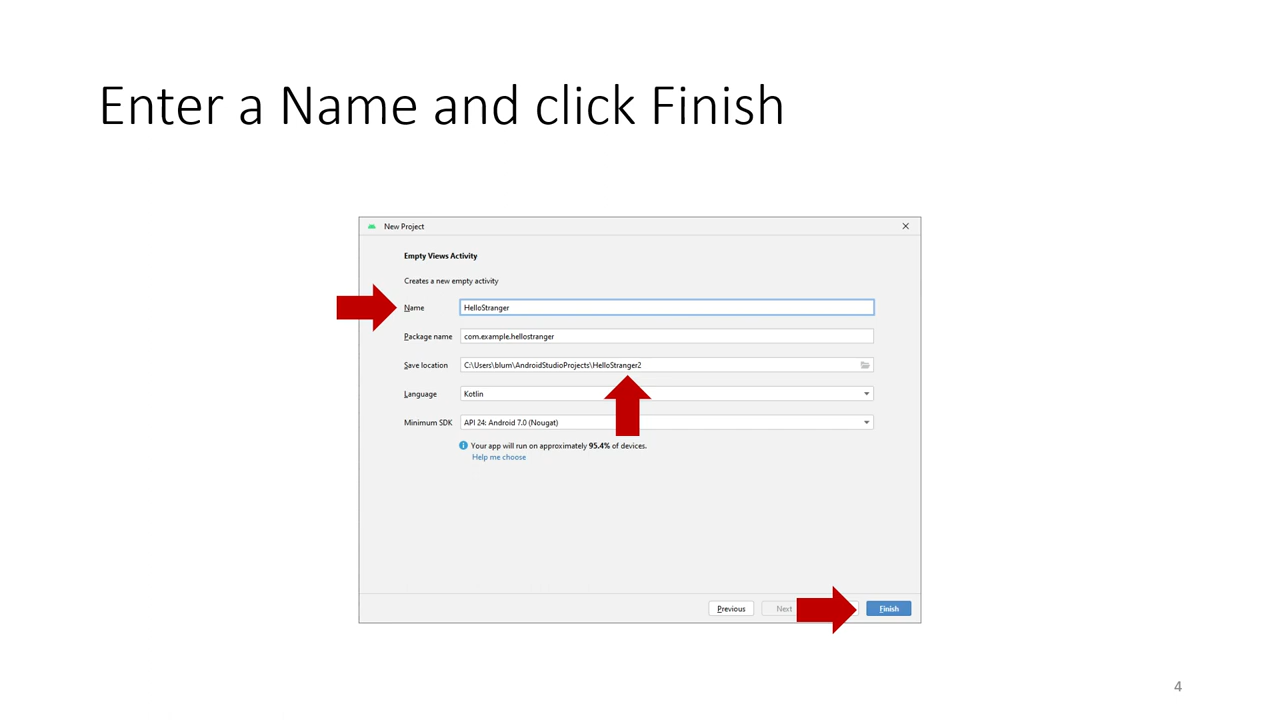 Enter a Name and click Finish
New Project
Empty Views Activity
Creates a new empty activity
Name HelloStranger
Package name com.example.hellostranger
Save location C:\Users\blum\AndroidStudioProjects\HelloStranger2
Language Kotlin
Minimum SDK API 24: Android 7.0 (Nougat)
Your app will run on approximately 95.4% of devices.
Help me choose
Previous Next Finish
4